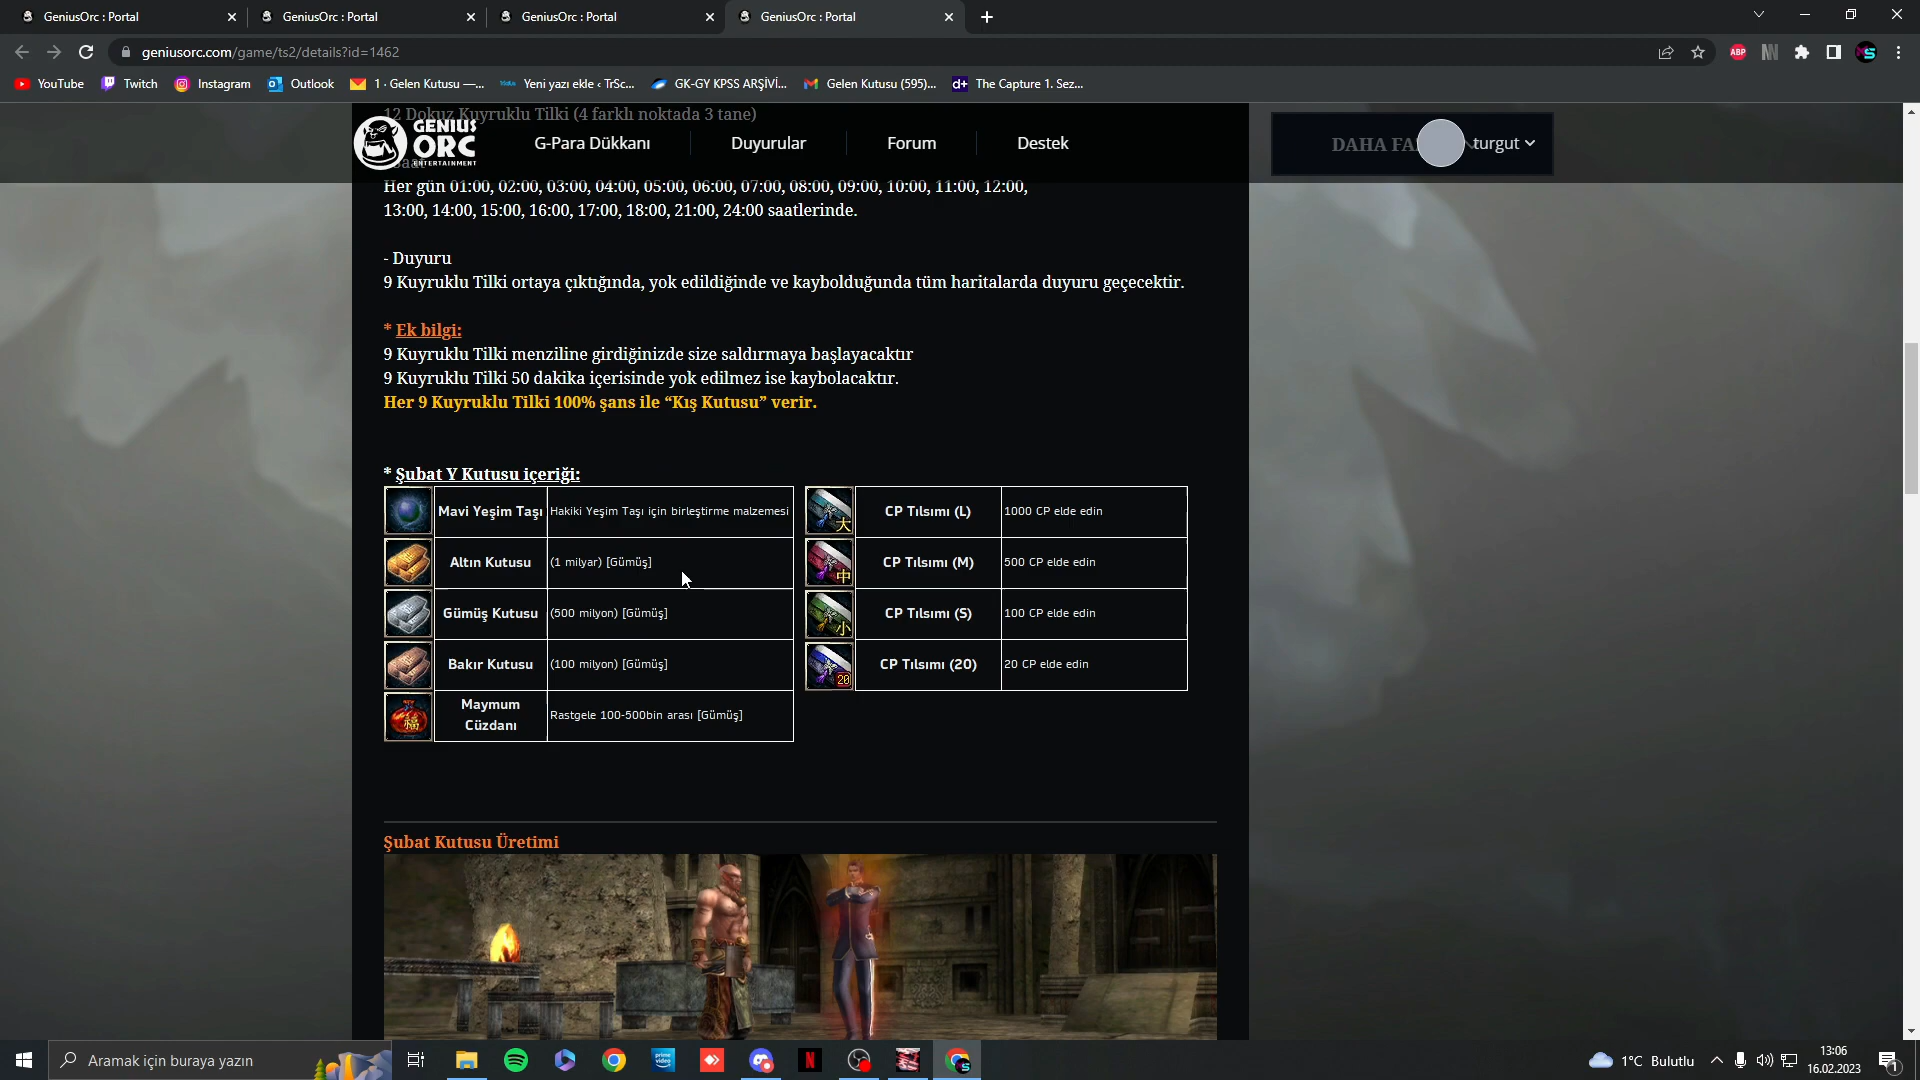 GeniusOrc : Portal
GeniusOrc : Portal
GeniusOrc : Portal
GeniusOrc : Portal
geniusorc.com/game/ts2/details?id=1462
ABP
YouTube
Twitch
Instagram
Outlook
1 - Gelen Kutusu —...
Yeni yazı ekle ‹ TrSc...
GK-GY KPSS ARŞİVİ...
Gelen Kutusu (595)...
d+ The Capture 1. Sez...
12 Dokuz Kuyruklu Tilki (4 farklı noktada 3 tane)
GENIUS
ORC
ENTERTAINMENT
G-Para Dükkanı
Duyurular
Forum
Destek
DAHA FA
turgut
Her gün 01:00, 02:00, 03:00, 04:00, 05:00, 06:00, 07:00, 08:00, 09:00, 10:00, 11:00, 12:00,
13:00, 14:00, 15:00, 16:00, 17:00, 18:00, 21:00, 24:00 saatlerinde.
- Duyuru
9 Kuyruklu Tilki ortaya çıktığında, yok edildiğinde ve kaybolduğunda tüm haritalarda duyuru geçecektir.
* Ek bilgi:
9 Kuyruklu Tilki menziline girdiğinizde size saldırmaya başlayacaktır
9 Kuyruklu Tilki 50 dakika içerisinde yok edilmez ise kaybolacaktır.
Her 9 Kuyruklu Tilki 100% şans ile “Kış Kutusu” verir.
* Şubat Y Kutusu içeriği:
Mavi Yeşim Taşı
Hakiki Yeşim Taşı için birleştirme malzemesi
大
CP Tılsımı (L)
1000 CP elde edin
Altın Kutusu
(1 milyar) [Gümüş]
中
CP Tılsımı (M)
500 CP elde edin
Gümüş Kutusu
(500 milyon) [Gümüş]
小
CP Tılsımı (S)
100 CP elde edin
Bakır Kutusu
(100 milyon) [Gümüş]
20
CP Tılsımı (20)
20 CP elde edin
福
Maymum
Cüzdanı
Rastgele 100-500bin arası [Gümüş]
Şubat Kutusu Üretimi
Aramak için buraya yazın
prime
video
1°C Bulutlu
13:06
16.02.2023
1